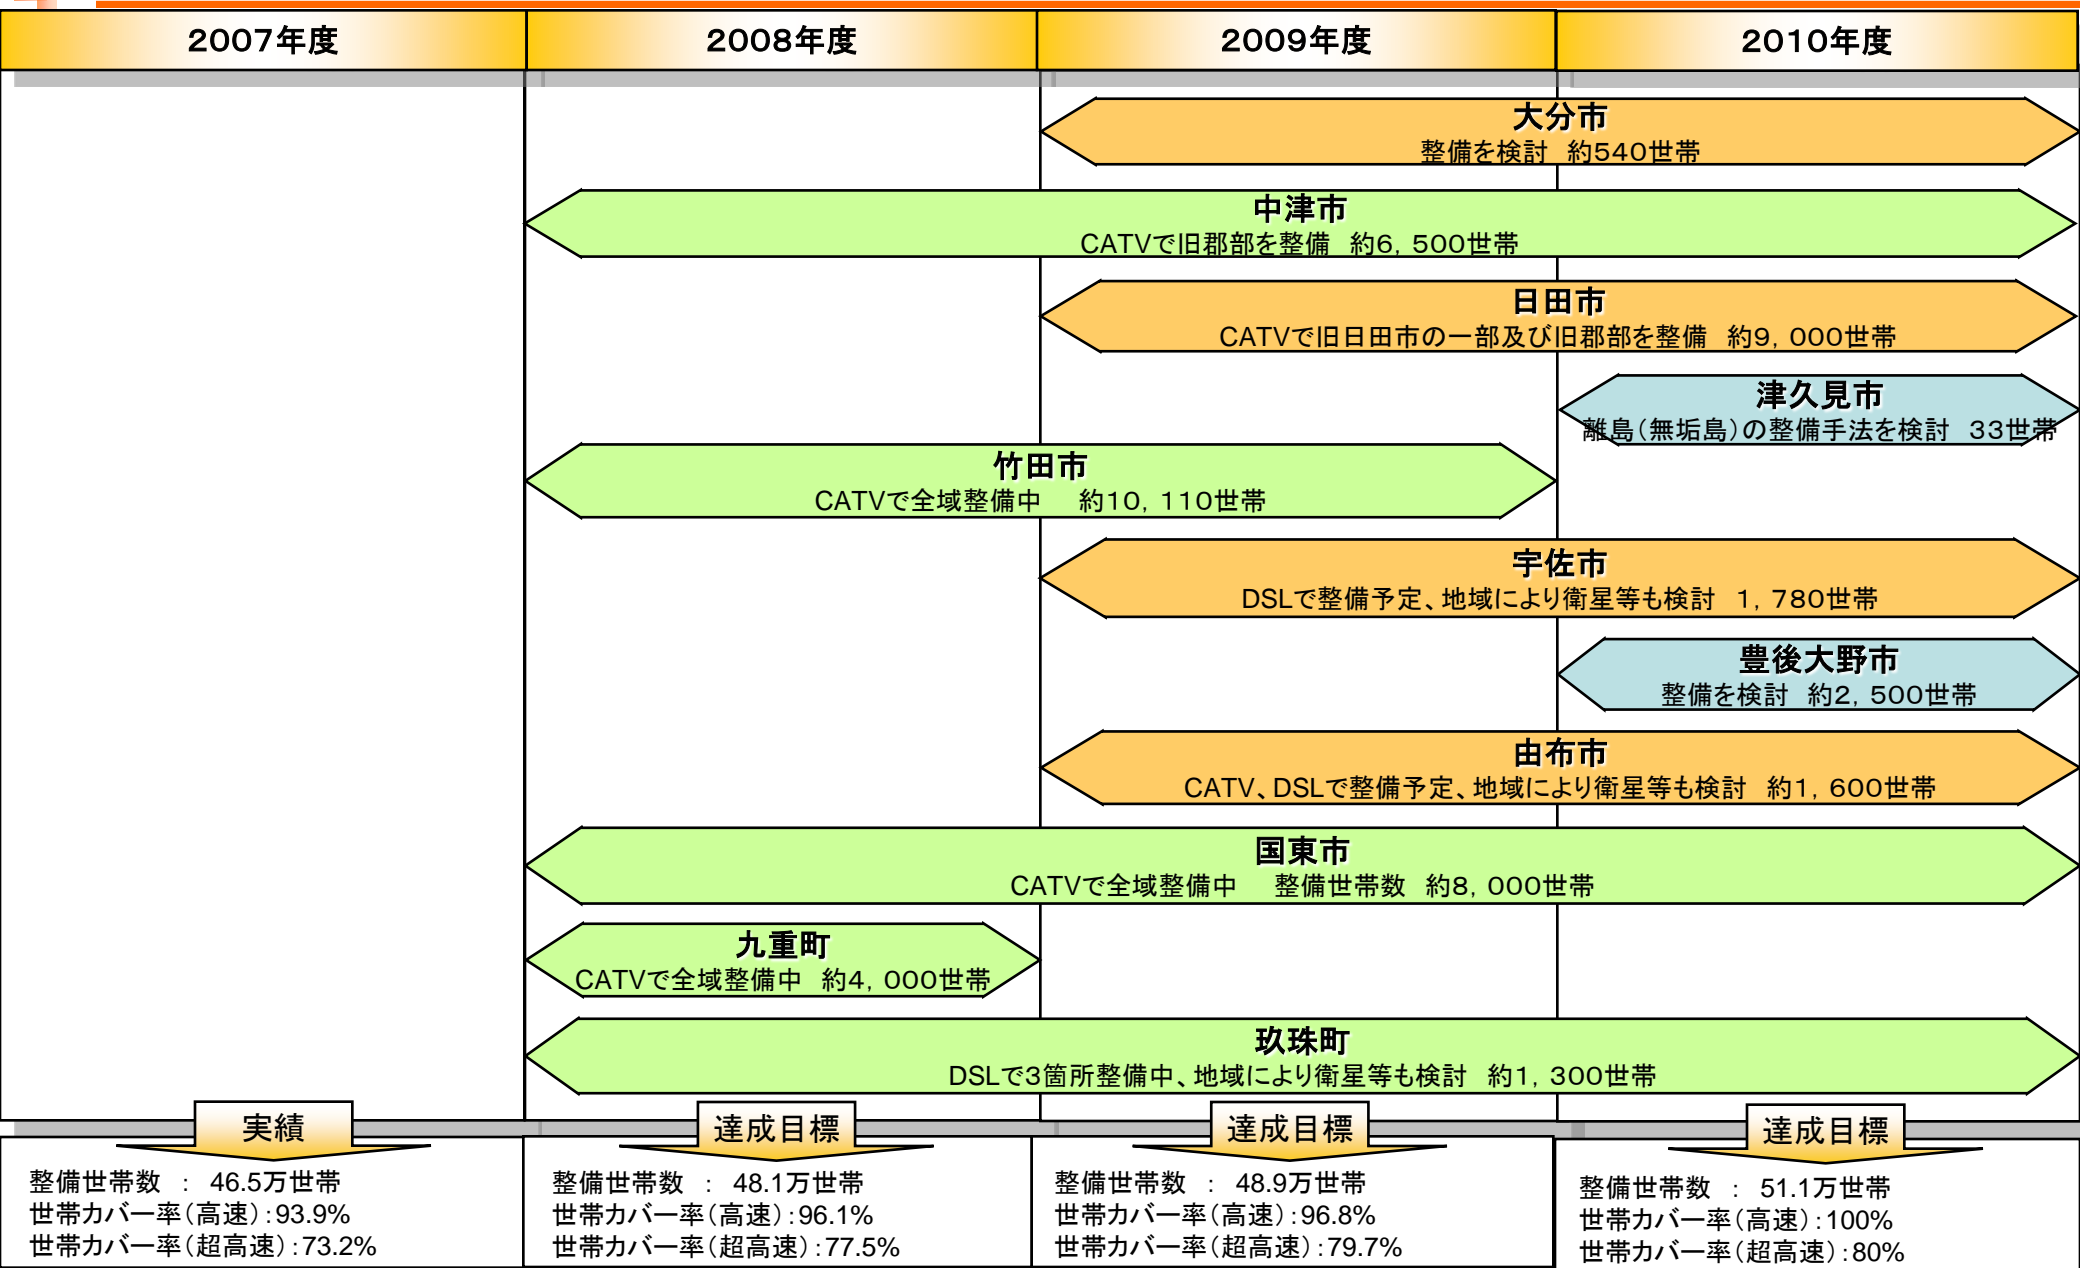 2007年度
2008年度
2009年度
2010年度
大分市
整備を検討　約540世帯
中津市
CATVで旧郡部を整備　約6，500世帯
日田市
CATVで旧日田市の一部及び旧郡部を整備　約9，000世帯
津久見市
離島（無垢島）の整備手法を検討　33世帯
竹田市
CATVで全域整備中　 約10，110世帯
宇佐市
DSLで整備予定、地域により衛星等も検討　1，780世帯
豊後大野市
整備を検討　約2，500世帯
由布市
CATV、DSLで整備予定、地域により衛星等も検討　約1，600世帯
国東市
CATVで全域整備中　 整備世帯数　約8，000世帯
九重町
CATVで全域整備中　約4，000世帯
玖珠町
DSLで3箇所整備中、地域により衛星等も検討　約1，300世帯
実績
整備世帯数　：　46.5万世帯
世帯カバー率（高速）：93.9%
世帯カバー率（超高速）：73.2%
達成目標
整備世帯数　：　48.1万世帯
世帯カバー率（高速）：96.1%
世帯カバー率（超高速）：77.5%
達成目標
整備世帯数　：　48.9万世帯
世帯カバー率（高速）：96.8%
世帯カバー率（超高速）：79.7%
達成目標
整備世帯数　：　51.1万世帯
世帯カバー率（高速）：100%
世帯カバー率（超高速）：80%